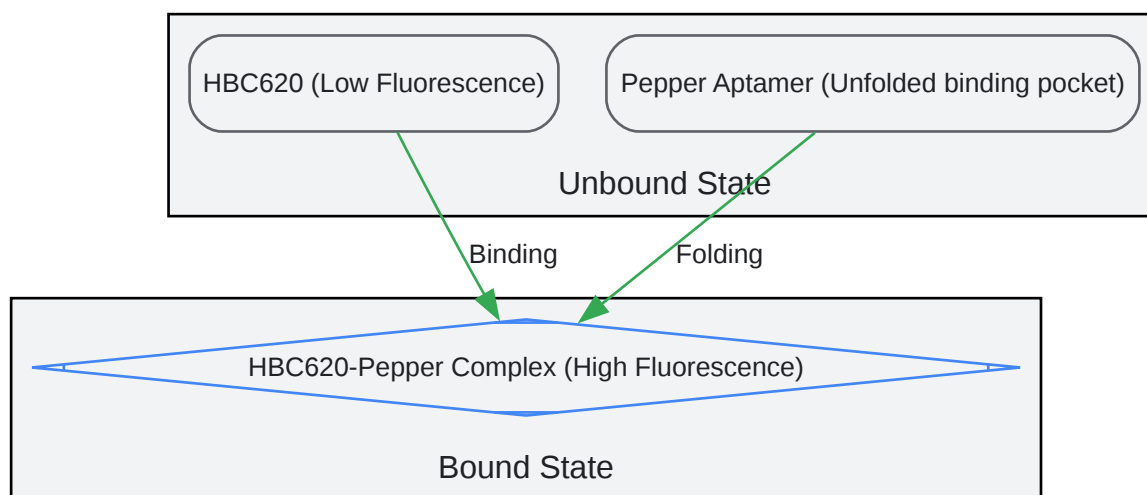 HBC620 (Low Fluorescence)
Pepper Aptamer (Unfolded binding pocket)
Unbound State
Binding
Folding
HBC620-Pepper Complex (High Fluorescence)
Bound State